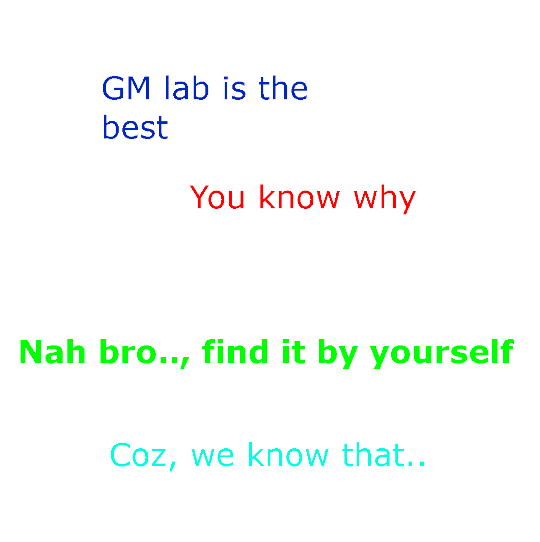 GM lab is the
best
You know why
Nah bro.., find it by yourself
Coz, we know that..